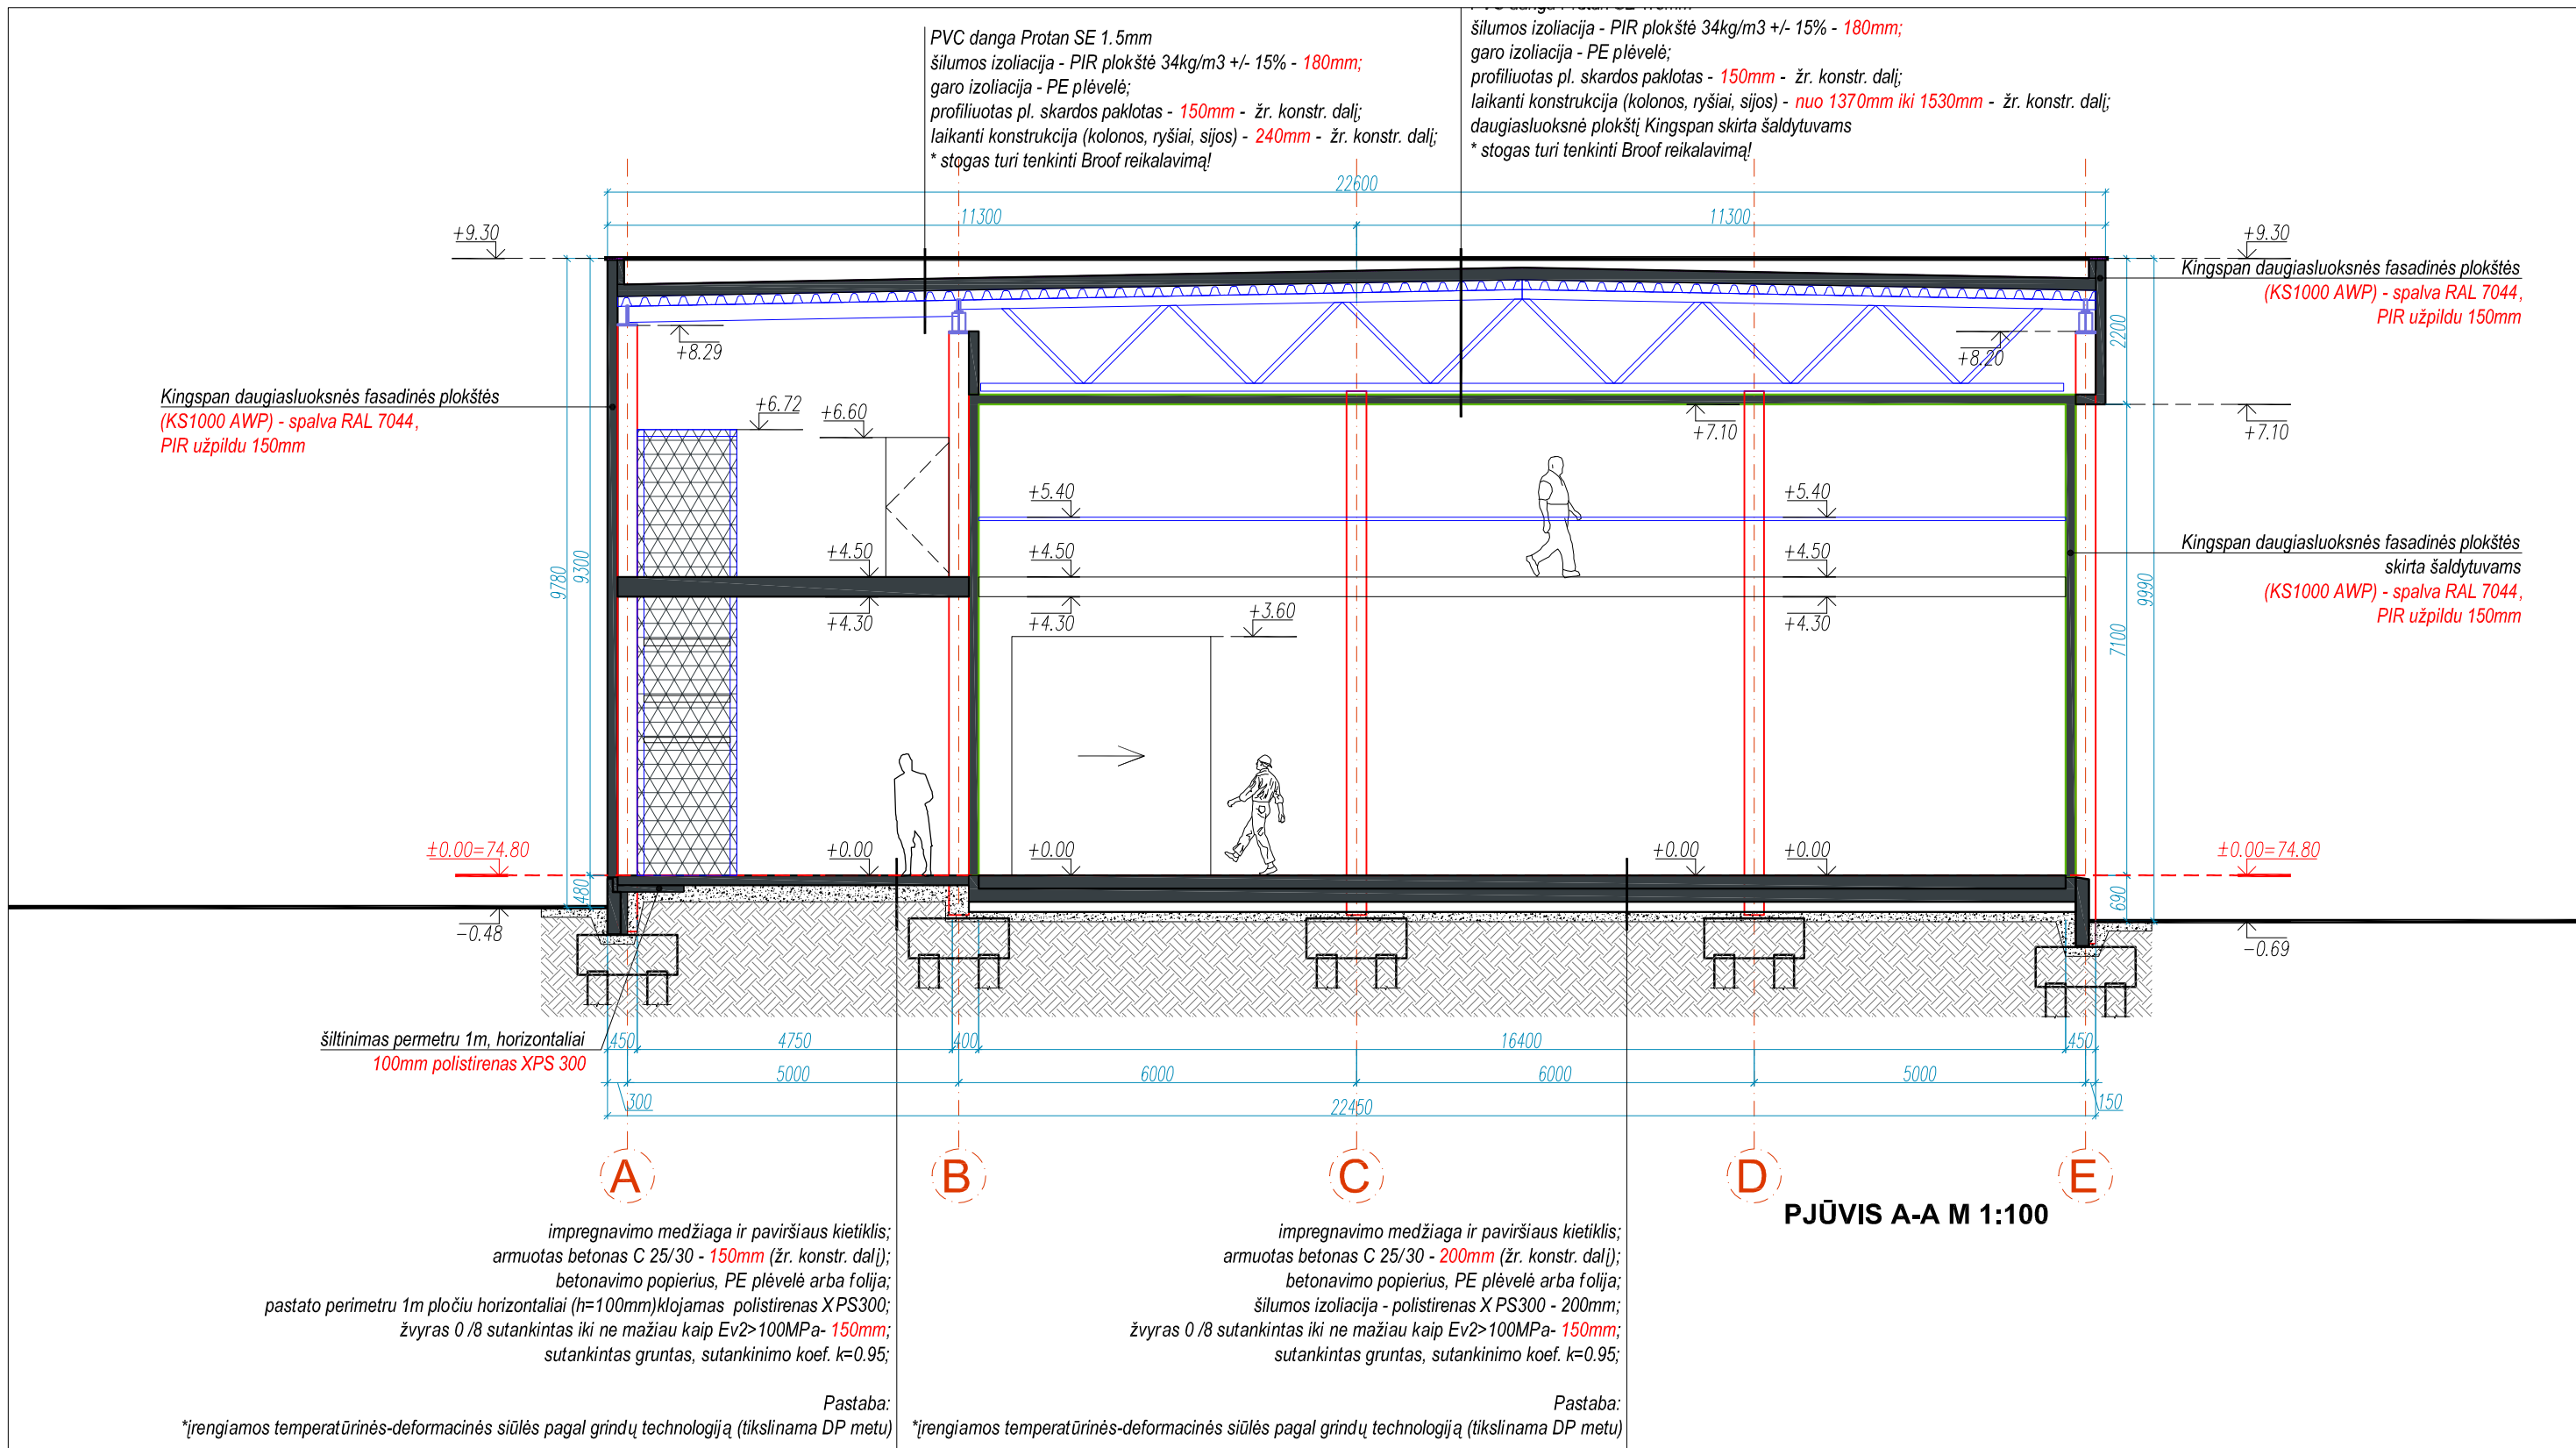 PVC danga Protan SE 1.5mm
šilumos izoliacija - PIR plokštė 34kg/m3 +/- 15% - 180mm;
garo izoliacija - PE plėvelė;
profiliuotas pl. skardos paklotas - 150mm - žr. konstr. dalį;
laikanti konstrukcija (kolonos, ryšiai, sijos) - 240mm - žr. konstr. dalį;
* stogas turi tenkinti Broof reikalavimą!
šilumos izoliacija - PIR plokštė 34kg/m3 +/- 15% - 180mm;
garo izoliacija - PE plėvelė;
profiliuotas pl. skardos paklotas - 150mm - žr. konstr. dalį;
laikanti konstrukcija (kolonos, ryšiai, sijos) - nuo 1370mm iki 1530mm - žr. konstr. dalį;
daugiasluoksnė plokštį Kingspan skirta šaldytuvams
* stogas turi tenkinti Broof reikalavimą!
22600
11300
11300
+9.30
+9.30
Kingspan daugiasluoksnės fasadinės plokštės
(KS1000 AWP) - spalva RAL 7044,
PIR užpildu 150mm
+8.29
+8.20
2200
Kingspan daugiasluoksnės fasadinės plokštės
(KS1000 AWP) - spalva RAL 7044,
PIR užpildu 150mm
+6.72
+6.60
+7.10
+7.10
+5.40
+5.40
+4.50
+4.50
+4.50
Kingspan daugiasluoksnės fasadinės plokštės
skirta šaldytuvams
(KS1000 AWP) - spalva RAL 7044,
PIR užpildu 150mm
9780
9300
9990
7100
+4.30
+4.30
+4.30
+3.60
±0.00=74.80
+0.00
+0.00
+0.00
+0.00
±0.00=74.80
480
690
-0.48
-0.69
šiltinimas permetru 1m, horizontaliai
100mm polistirenas XPS 300
450
4750
400
16400
450
5000
6000
6000
5000
300
22450
150
A
B
C
D
E
PJŪVIS A-A M 1:100
impregnavimo medžiaga ir paviršiaus kietiklis;
armuotas betonas C 25/30 - 150mm (žr. konstr. dalį);
betonavimo popierius, PE plėvelė arba folija;
pastato perimetru 1m pločiu horizontaliai (h=100mm)klojamas polistirenas XPS300;
žvyras 0 /8 sutankintas iki ne mažiau kaip Ev2>100MPa- 150mm;
sutankintas gruntas, sutankinimo koef. k=0.95;
Pastaba:
*įrengiamos temperatūrinės-deformacinės siūlės pagal grindų technologiją (tikslinama DP metu)
impregnavimo medžiaga ir paviršiaus kietiklis;
armuotas betonas C 25/30 - 200mm (žr. konstr. dalį);
betonavimo popierius, PE plėvelė arba folija;
šilumos izoliacija - polistirenas XPS300 - 200mm;
žvyras 0 /8 sutankintas iki ne mažiau kaip Ev2>100MPa- 150mm;
sutankintas gruntas, sutankinimo koef. k=0.95;
Pastaba:
*įrengiamos temperatūrinės-deformacinės siūlės pagal grindų technologiją (tikslinama DP metu)